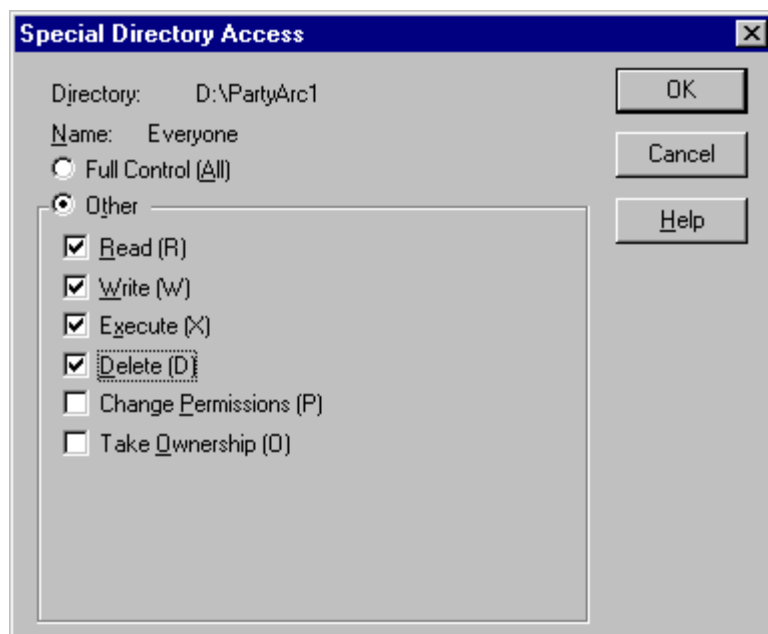 Special Directory Access
Directory: D:\PartyArc1
OK
Name: Everyone
Cancel
Full Control (All)
Other
Help
Read (R)
Write (W)
Execute (X)
Delete (D)
Change Permissions (P)
Take Ownership (O)